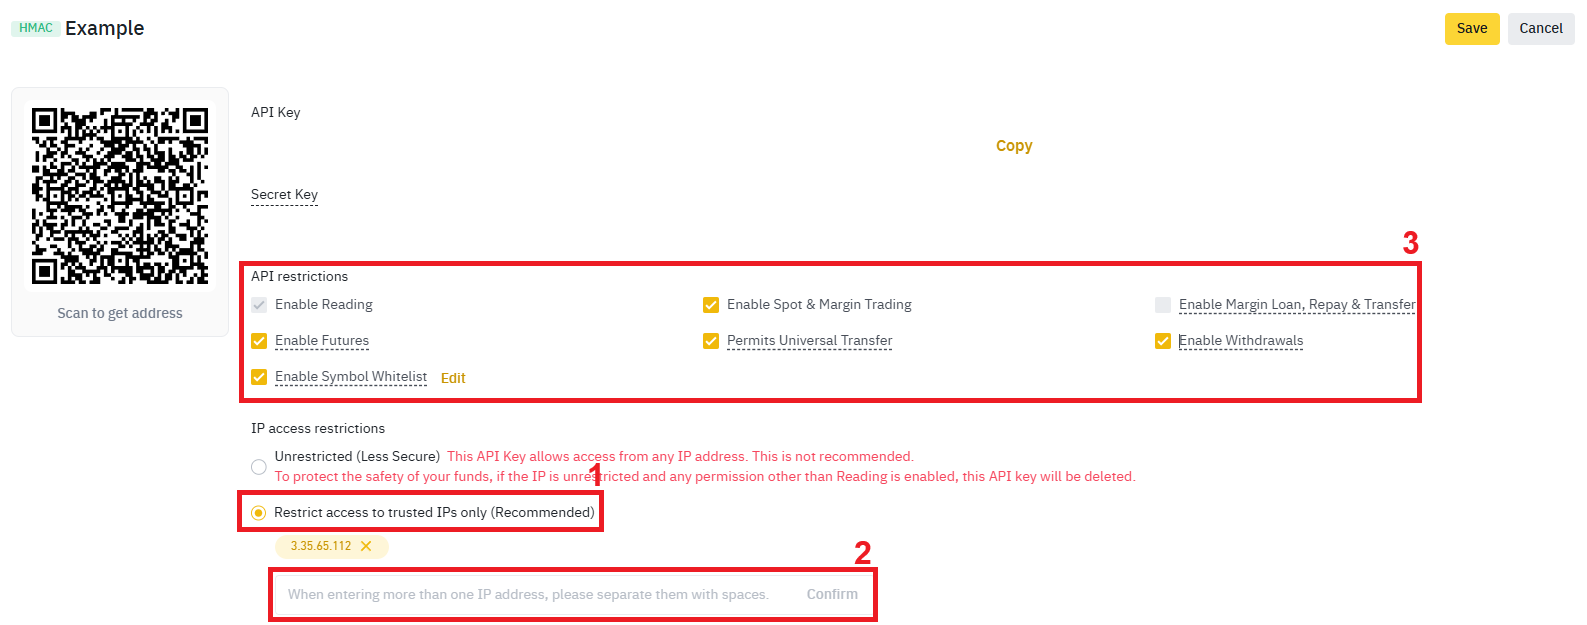 HMAC Example
Save Cancel
API Key
Copy
Secret Key
Scan to get address
3
API restrictions
Enable Reading Enable Spot & Margin Trading Enable Margin Loan, Repay & Transfer
Enable Futures Permits Universal Transfer Enable Withdrawals
Enable Symbol Whitelist Edit
IP access restrictions
Unrestricted (Less Secure) This API Key allows access from any IP address. This is not recommended.
To protect the safety of your funds, if the IP is unrestricted and any permission other than Reading is enabled, this API key will be deleted.
1
Restrict access to trusted IPs only (Recommended)
3.35.65.112
2
When entering more than one IP address, please separate them with spaces. Confirm